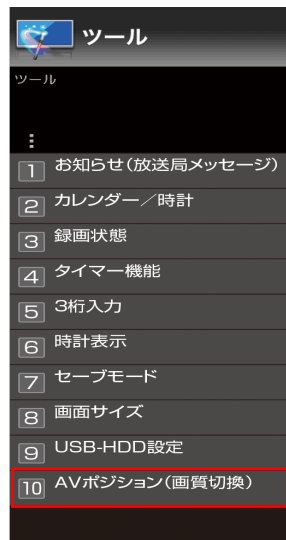 ツール
ツール
1 お知らせ(放送局メッセージ)
2 カレンダー／時計
3 録画状態
4 タイマー機能
5 3桁入力
6 時計表示
7 セーブモード
8 画面サイズ
9 USB-HDD設定
10 AVポジション(画質切換)